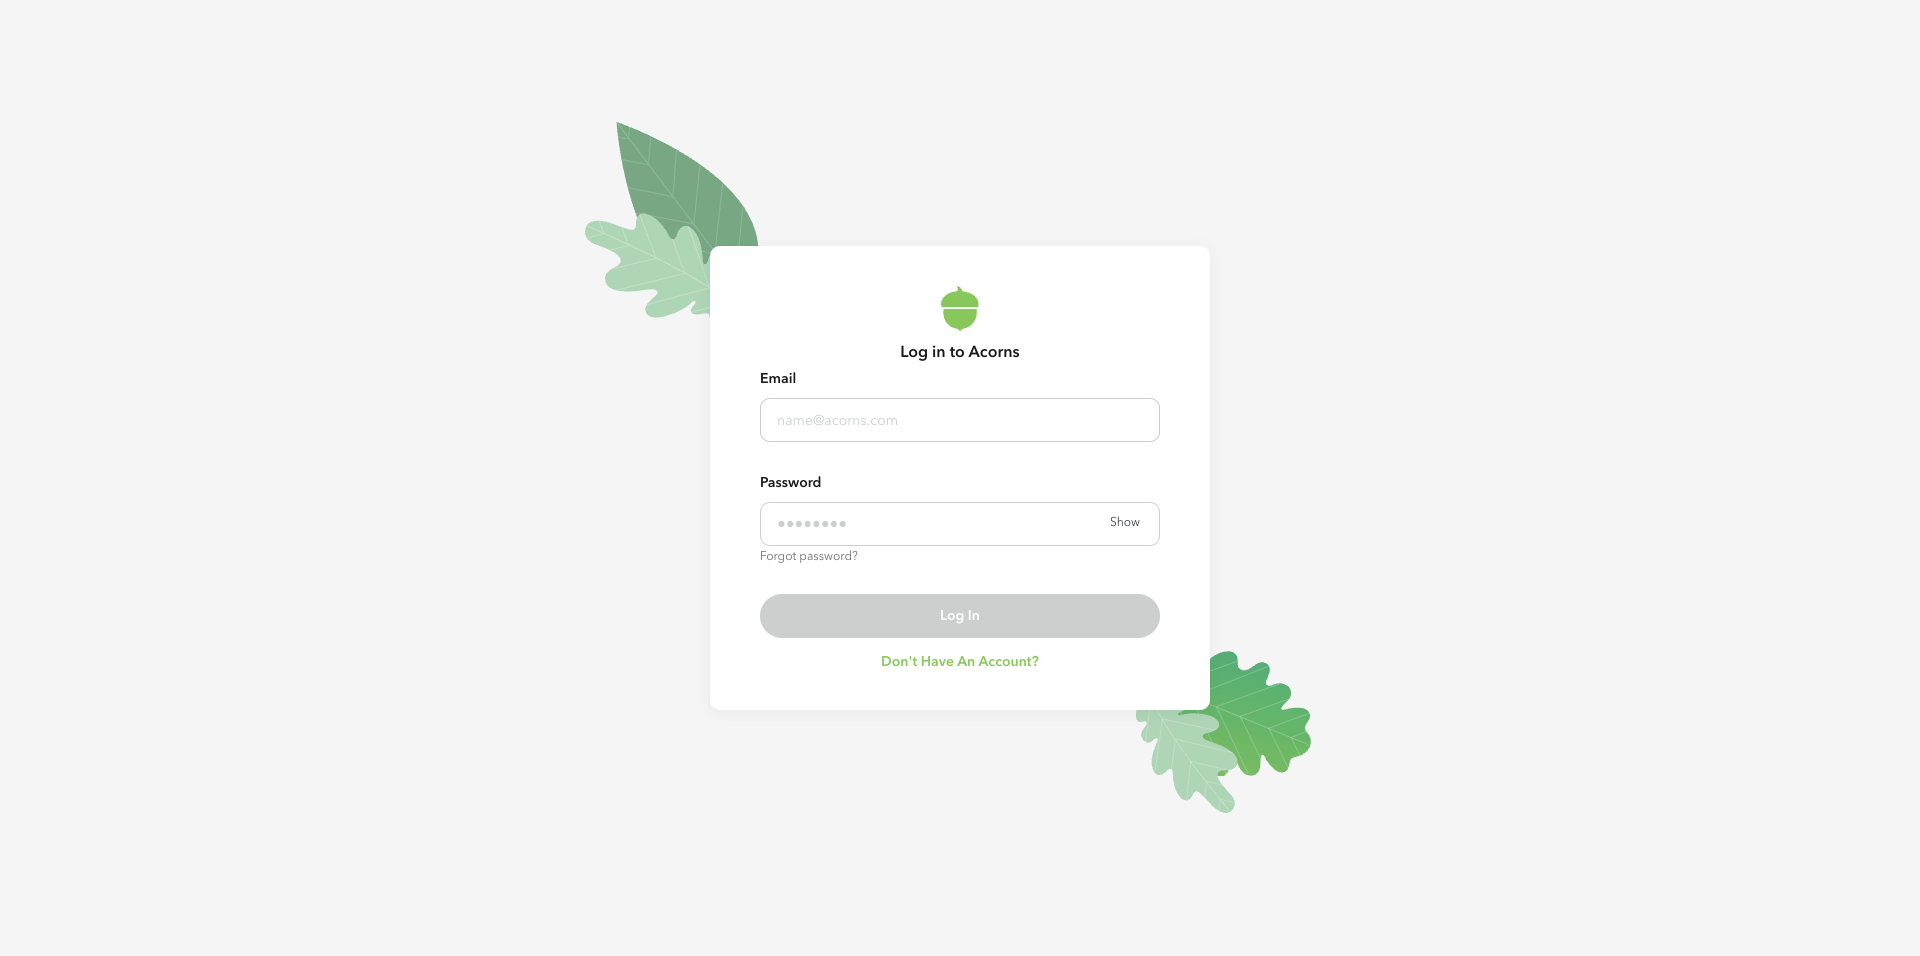 Log in to Acorns
Email
name@acorns.com
Password
Show
Forgot password?
Log In
Don't Have An Account?